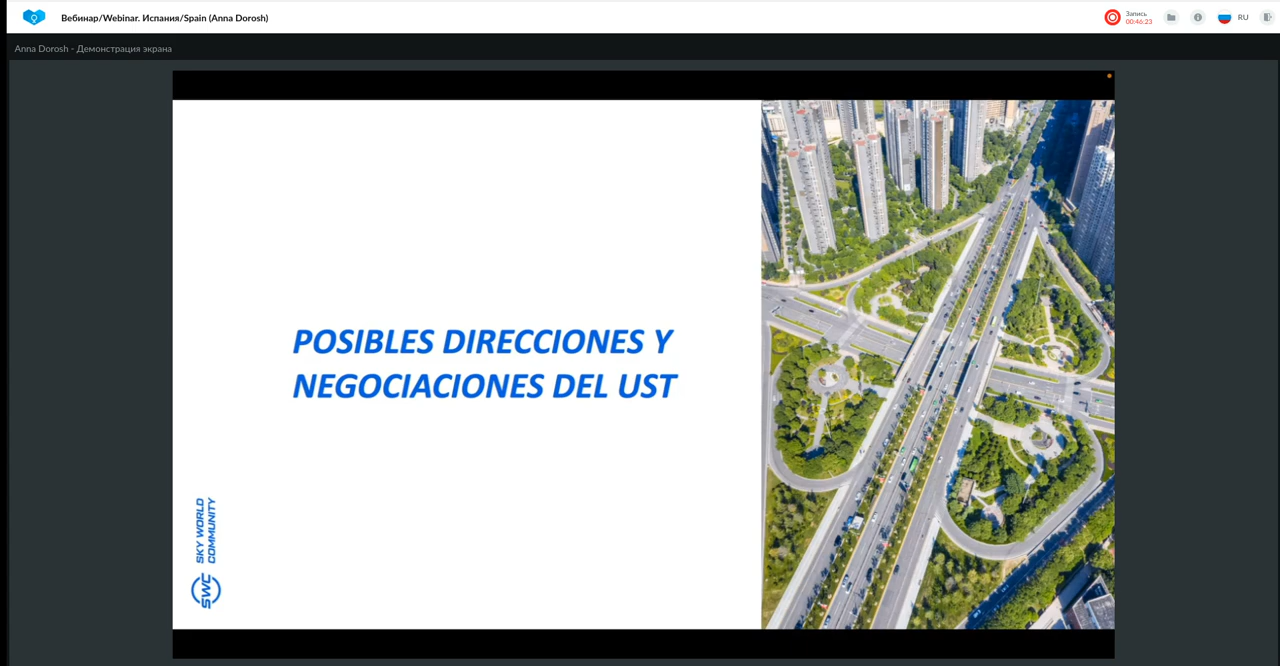 Вебинар/Webinar. Испания/Spain (Anna Dorosh)
Запись
00:46:23
RU
Anna Dorosh - Демонстрация экрана
POSIBLES DIRECCIONES Y
NEGOCIACIONES DEL UST
SWC
SKY WORLD
COMMUNITY